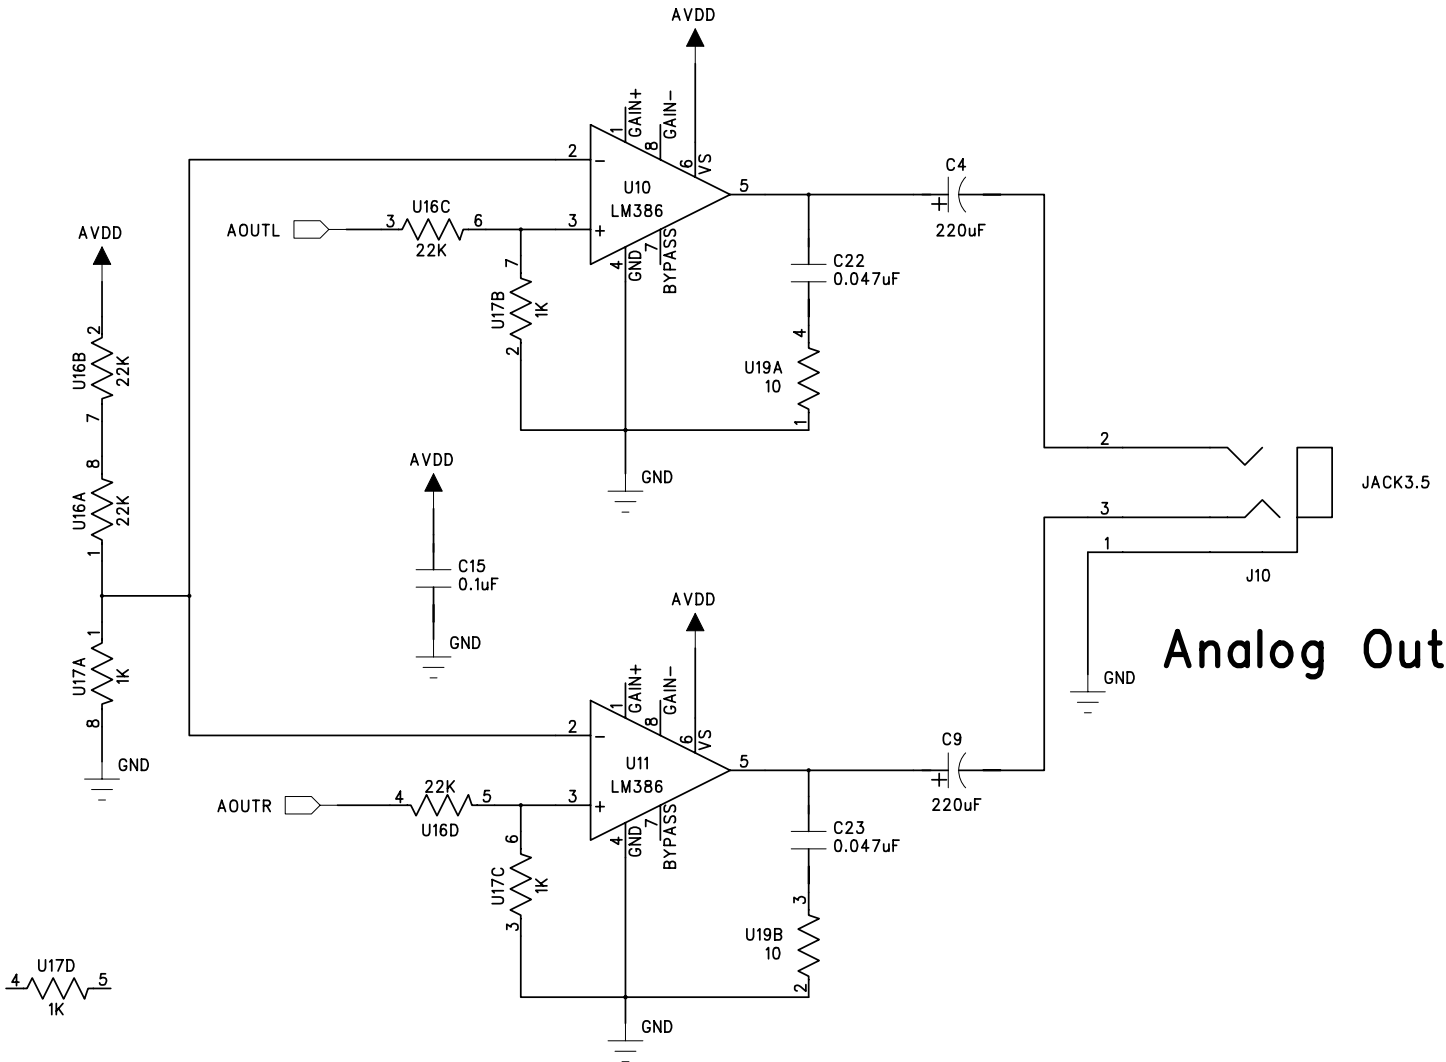 AVDD
1
GAIN+
8
GAIN-
6
VS
2
-
U10
LM386
5
C4
+
220uF
AOUTL
3
U16C
6
22K
3
+
4
GND
7
BYPASS
7
U17B
1K
2
C22
0.047uF
4
U19A
10
1
GND
AVDD
2
U16B
22K
7
8
U16A
22K
1
1
U17A
1K
8
GND
AVDD
C15
0.1uF
GND
2
3
1
JACK3.5
J10
Analog Out
GND
AVDD
1
GAIN+
8
GAIN-
6
VS
2
-
U11
LM386
5
C9
+
220uF
AOUTR
4
22K
5
U16D
3
+
4
GND
7
BYPASS
6
U17C
1K
3
C23
0.047uF
3
U19B
10
2
GND
U17D
4
5
1K